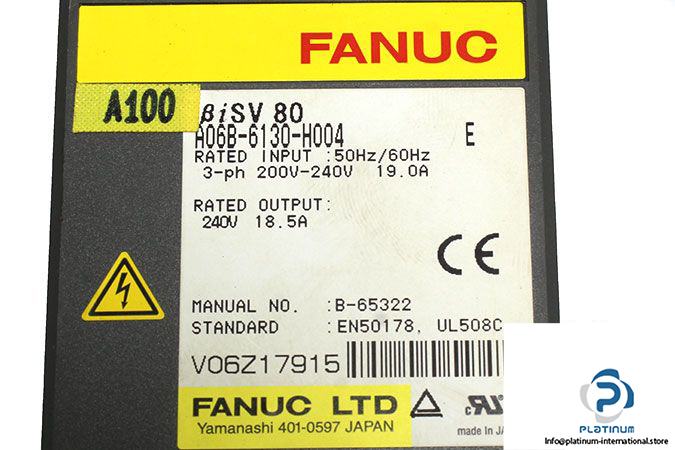 FANUC
A100
βiSV 80
A06B-6130-H004 E
RATED INPUT :50Hz/60Hz
3-ph 200V-240V 19.0A
RATED OUTPUT:
240V 18.5A
CE
MANUAL NO. :B-65322
STANDARD :EN50178, UL508C
V06Z17915
FANUC LTD
Yamanashi 401-0597 JAPAN
made in
PLATINUM
Info@platinum-international.store